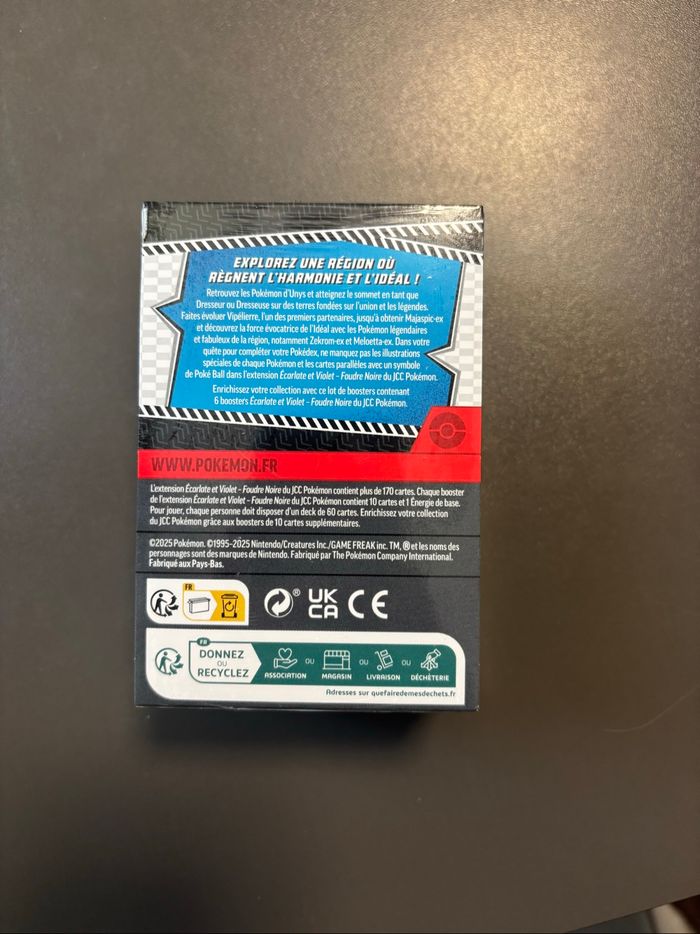 EXPLOREZ UNE RÉGION OÙ
RÈGNENT L'HARMONIE ET L'IDÉAL !
Retrouvez les Pokémon d'Unys et atteignez le sommet en tant que
Dresseur ou Dresseuse sur des terres fondées sur l'union et les légendes.
Faites évoluer Vipélierre, l'un des premiers partenaires, jusqu'à obtenir Majaspic-ex
et découvrez la force évocatrice de l'Idéal avec les Pokémon légendaires
et fabuleux de la région, notamment Zekrom-ex et Meloetta-ex. Dans votre
quête pour compléter votre Pokédex, ne manquez pas les illustrations
spéciales de chaque Pokémon et les cartes parallèles avec un symbole
de Poké Ball dans l'extension Écarlate et Violet – Foudre Noire du JCC Pokémon.
Enrichissez votre collection avec ce lot de boosters contenant
6 boosters Écarlate et Violet – Foudre Noire du JCC Pokémon.
WWW.POKEMON.FR
L'extension Écarlate et Violet – Foudre Noire du JCC Pokémon contient plus de 170 cartes. Chaque booster
de l'extension Écarlate et Violet – Foudre Noire du JCC Pokémon contient 10 cartes et 1 Énergie de base.
Pour jouer, chaque personne doit disposer d'un deck de 60 cartes. Enrichissez votre collection
du JCC Pokémon grâce aux boosters de 10 cartes supplémentaires.
©2025 Pokémon. ©1995-2025 Nintendo/Creatures Inc./GAME FREAK inc. TM, ® et les noms des
personnages sont des marques de Nintendo. Fabriqué par The Pokémon Company International.
Fabriqué aux Pays-Bas.
FR
®
UK
CA
CE
FR
DONNEZ
OU
RECYCLEZ
ASSOCIATION
OU
MAGASIN
OU
LIVRAISON
OU
DÉCHÈTERIE
Adresses sur quefairedemesdechets.fr